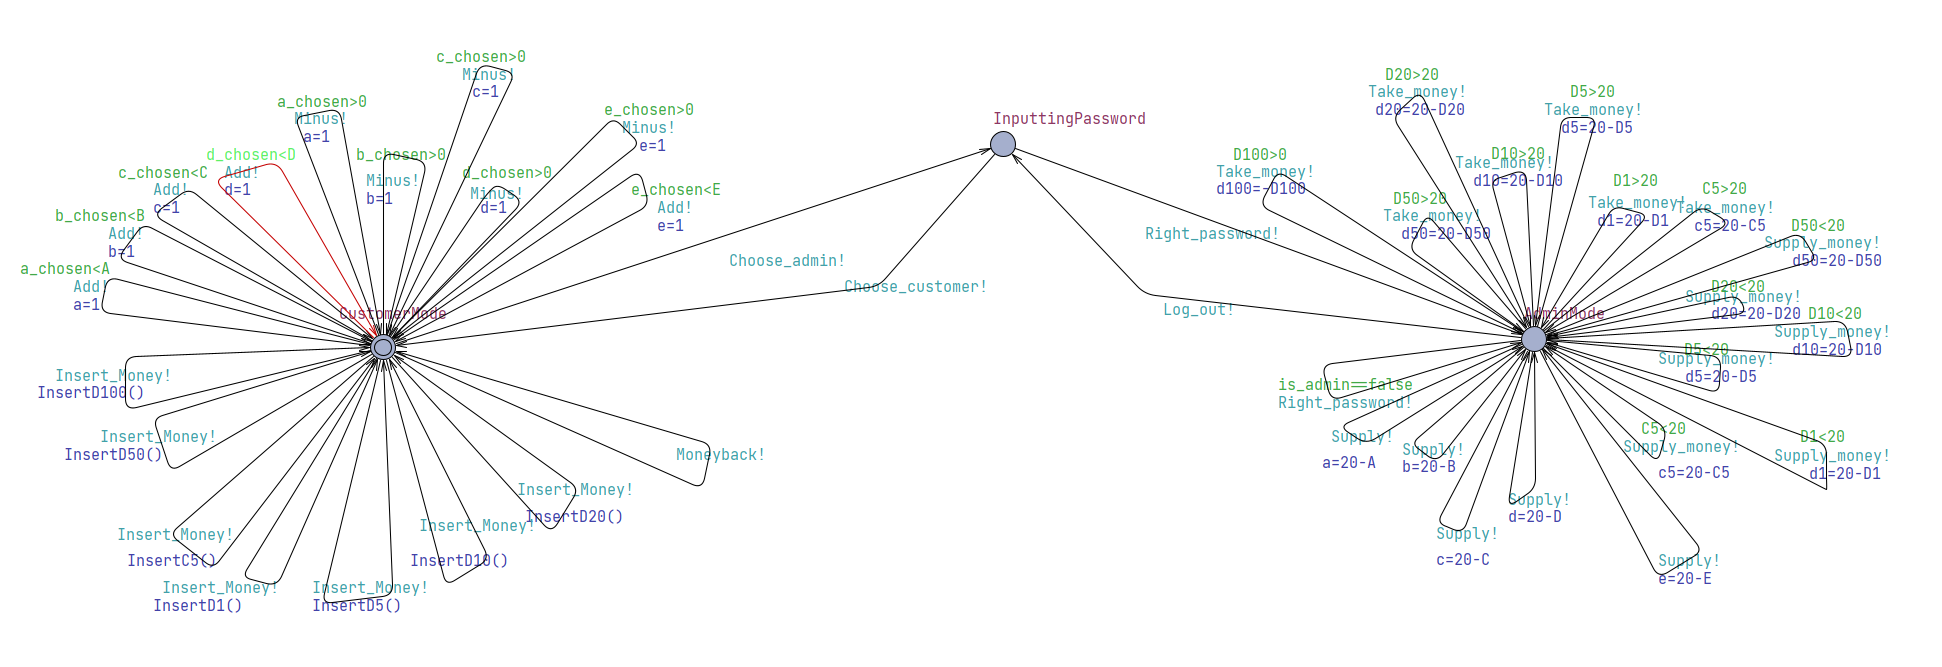 c_chosen>0
Minus!
c=1
a_chosen>0
Minus!
a=1
e_chosen>0
Minus!
e=1
d_chosen<D
Add!
d=1
b_chosen>0
Minus!
b=1
c_chosen<C
Add!
c=1
d_chosen>0
Minus!
d=1
e_chosen<E
Add!
e=1
b_chosen<B
Add!
b=1
a_chosen<A
Add!
a=1
CustomerMode
Insert_Money!
InsertD100()
Insert_Money!
InsertD50()
Insert_Money!
InsertC5()
Insert_Money!
InsertD1()
Insert_Money!
InsertD5()
Insert_Money!
InsertD10()
Insert_Money!
InsertD20()
Moneyback!
InputtingPassword
Choose_admin!
Choose_customer!
Right_password!
Log_out!
D20>20
Take_money!
d20=20-D20
D5>20
Take_money!
d5=20-D5
D100>0
Take_money!
d100=-D100
D10>20
Take_money!
d10=20-D10
D50>20
Take_money!
d50=20-D50
D1>20
Take_money!
d1=20-D1
C5>20
Take_money!
c5=20-C5
D50<20
Supply_money!
d50=20-D50
D20<20
Supply_money!
d20=20-D20
D10<20
Supply_money!
d10=20-D10
AdminMode
D5<20
Supply_money!
d5=20-D5
is_admin==false
Right_password!
Supply!
a=20-A
Supply!
b=20-B
C5<20
Supply_money!
c5=20-C5
D1<20
Supply_money!
d1=20-D1
Supply!
d=20-D
Supply!
c=20-C
Supply!
e=20-E